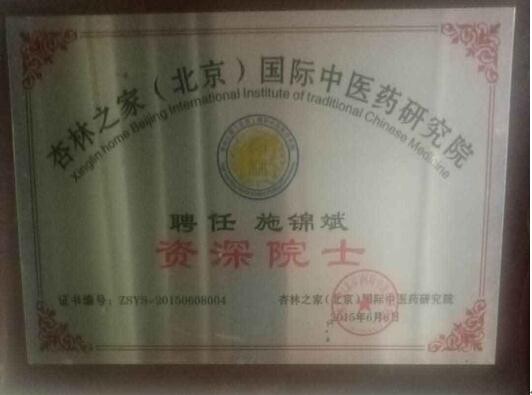 杏林之家（北京）国际中医药研究院
Xinglin home Beijing International Institute of traditional Chinese Medicine
聘任 施锦斌
资深院士
证书编号：ZSYS-20150608004
杏林之家（北京）国际中医药研究院
2015年6月8日